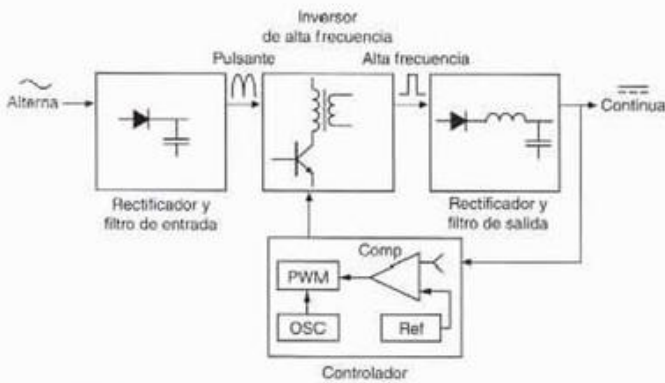 Inversor
de alta frecuencia
Pulsante
Alta frecuencia
Alterna
Continua
Rectificador y
filtro de entrada
Rectificador y
filtro de salida
Comp
PWM
OSC
Ref
Controlador